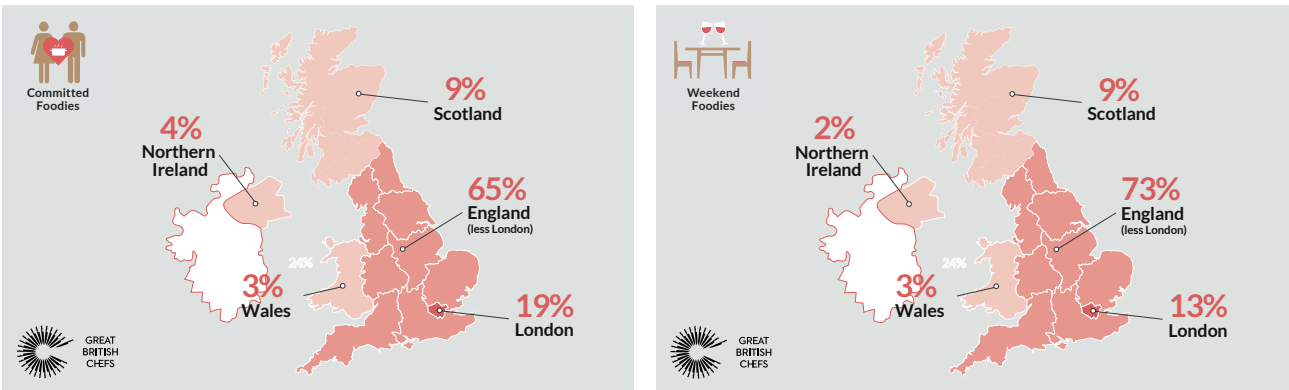 Committed
Foodies
9%
Scotland
4%
Northern
Ireland
65%
England
(less London)
24%
3%
Wales
19%
London
GREAT
BRITISH
CHEFS
Weekend
Foodies
9%
Scotland
2%
Northern
Ireland
73%
England
(less London)
24%
3%
Wales
13%
London
GREAT
BRITISH
CHEFS